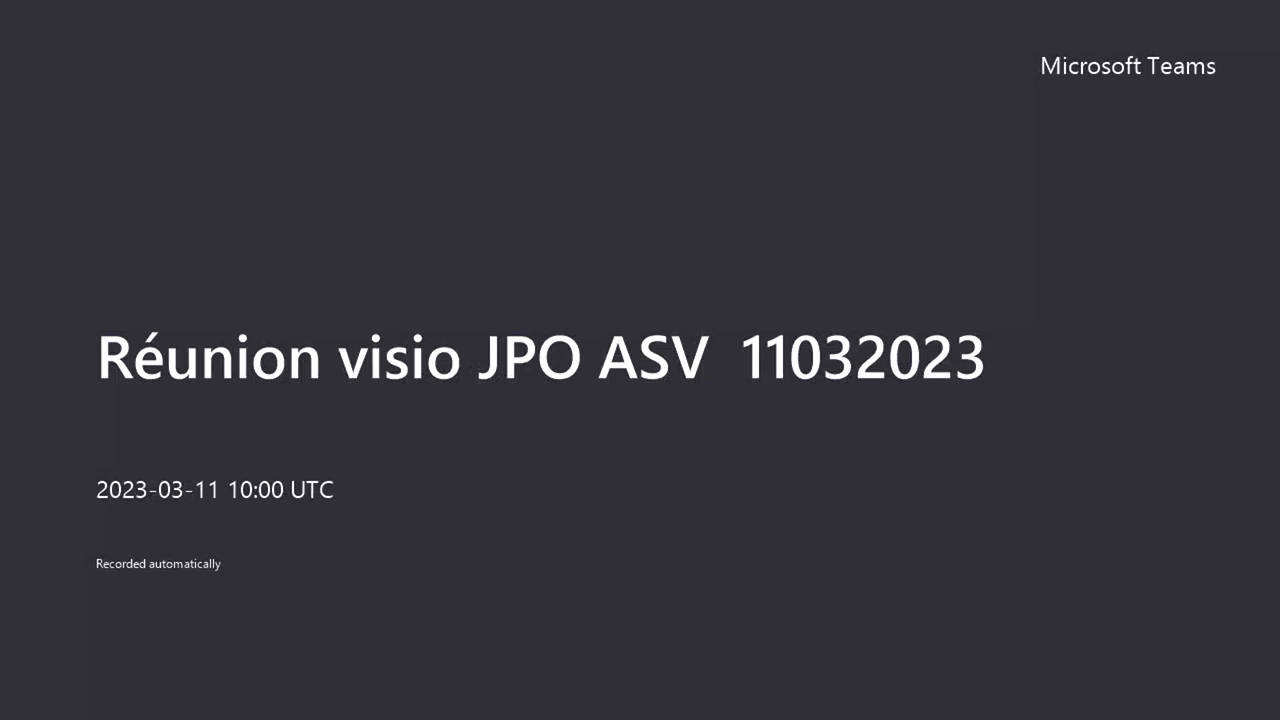 Microsoft Teams
Réunion visio JPO ASV  11032023
2023-03-11 10:00 UTC
Recorded automatically